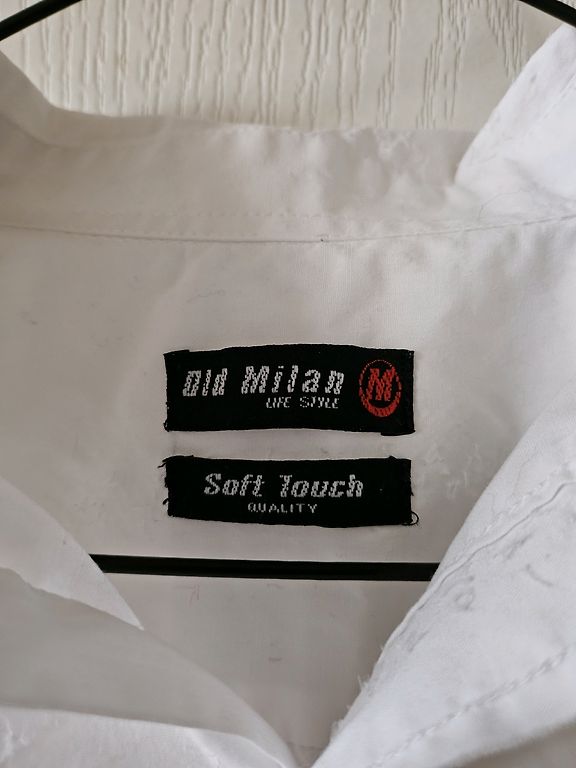 Old Milan M
LIFE STYLE
Soft Touch
QUALITY